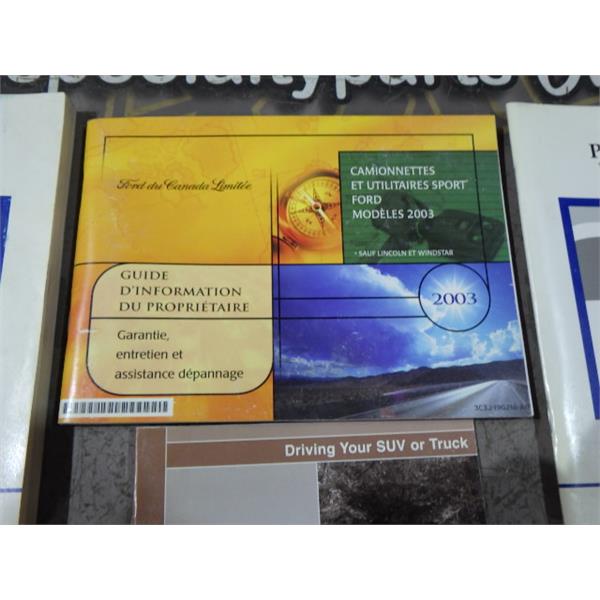 specialtyparts
Ford du Canada Limitée
CAMIONNETTES
ET UTILITAIRES SPORT
FORD
MODÈLES 2003
• SAUF LINCOLN ET WINDSTAR
GUIDE
D'INFORMATION
DU PROPRIÉTAIRE
2003
Garantie,
entretien et
assistance dépannage
Driving Your SUV or Truck